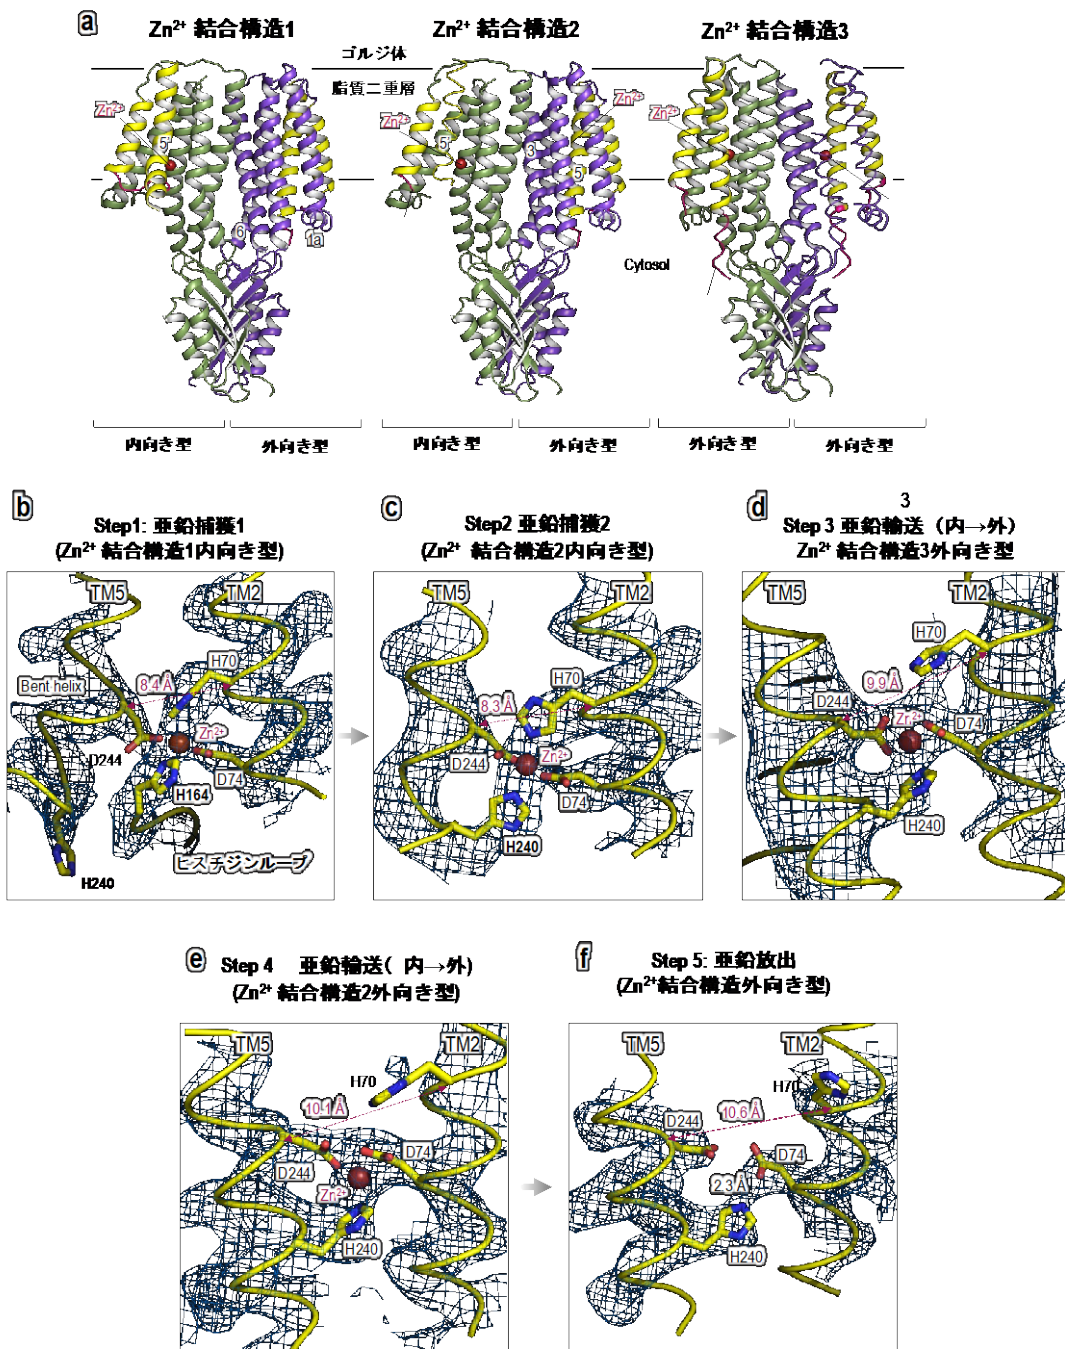 a
Zn²⁺ 結合構造1
Zn²⁺ 結合構造2
Zn²⁺ 結合構造3
ゴルジ体
脂質二重層
Zn²⁺
Zn²⁺
Zn²⁺
5'
5'
3
5
6
1a
Cytosol
内向き型
外向き型
内向き型
外向き型
外向き型
外向き型
b
Step1: 亜鉛捕獲1
(Zn²⁺ 結合構造1内向き型)
TM5
TM2
H70
Bent helix
8.4 Å
Zn²⁺
D244
D74
H164
ヒスチジンループ
H240
c
Step2 亜鉛捕獲2
(Zn²⁺ 結合構造2内向き型)
TM5
TM2
H70
8.3 Å
D244
Zn²⁺
D74
H240
d
3
Step 3 亜鉛輸送（内→外）
Zn²⁺ 結合構造3外向き型
TM5
TM2
H70
9.9 Å
D244
Zn²⁺
D74
H240
e
Step 4 亜鉛輸送( 内→外)
(Zn²⁺ 結合構造2外向き型)
TM5
TM2
H70
10.1 Å
D74
D244
Zn²⁺
H240
f
Step 5: 亜鉛放出
(Zn²⁺結合構造外向き型)
TM5
TM2
H70
10.6 Å
D244
D74
2.3 Å
H240